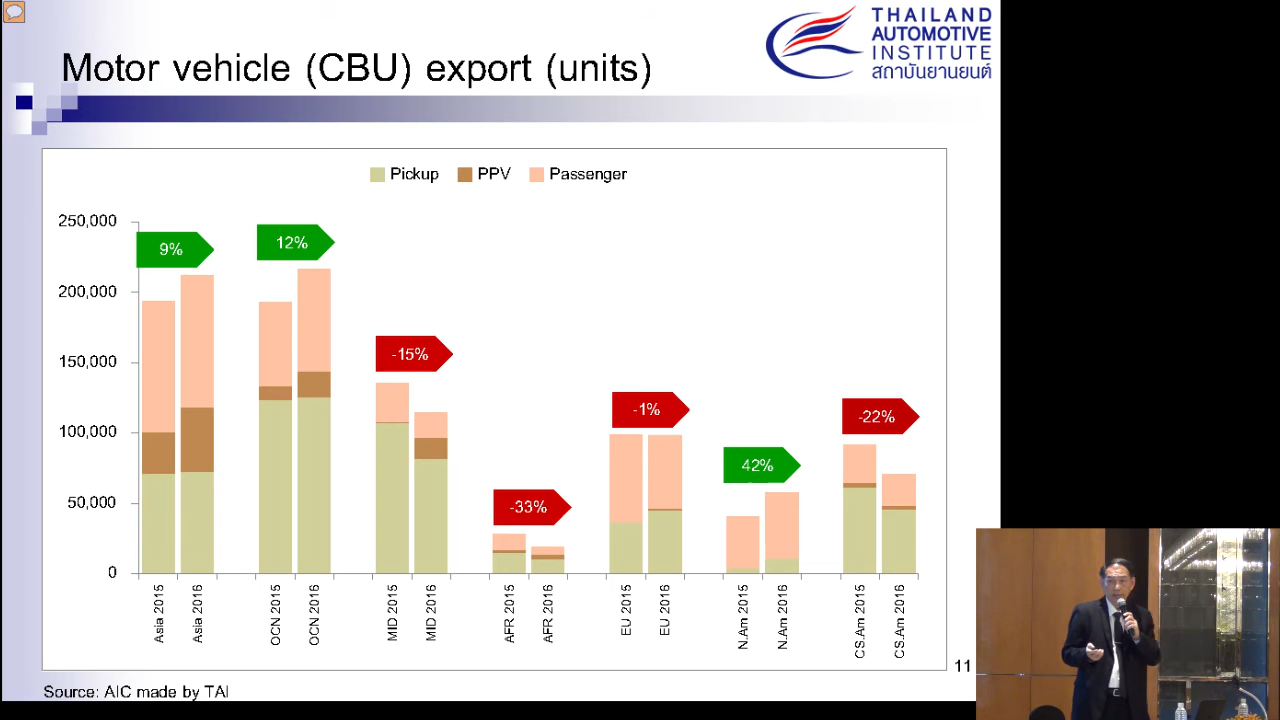 Motor vehicle (CBU) export (units)
THAILAND
AUTOMOTIVE
INSTITUTE
สถาบันยานยนต์
Pickup PPV Passenger
250,000
200,000
150,000
100,000
50,000
0
9%
12%
-15%
-33%
-1%
42%
-22%
Asia 2015
Asia 2016
OCN 2015
OCN 2016
MID 2015
MID 2016
AFR 2015
AFR 2016
EU 2015
EU 2016
N.Am 2015
N.Am 2016
CS.Am 2015
CS.Am 2016
11
Source: AIC made by TAI